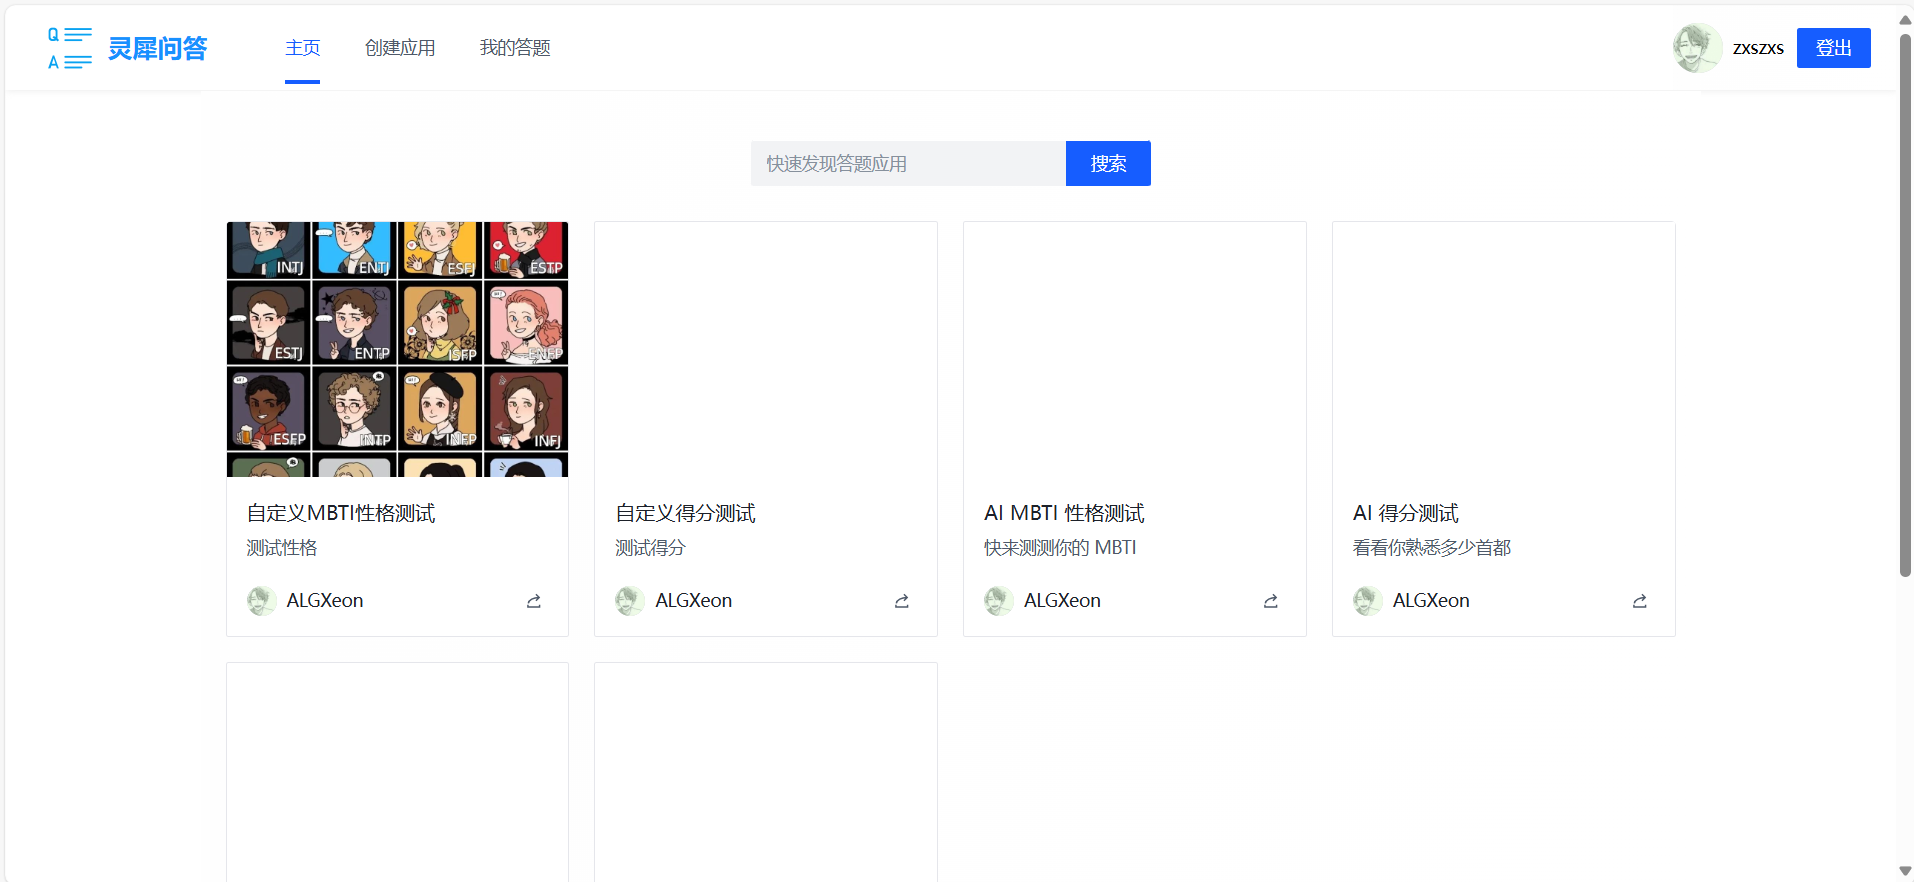 Q
A
灵犀问答
主页
创建应用
我的答题
zxszxs
登出
快速发现答题应用
搜索
INTJ
ENTJ
ESFJ
ESTP
ESTJ
ENTP
ISFP
ENFP
ESFP
INTP
INFP
INFJ
自定义MBTI性格测试
测试性格
ALGXeon
自定义得分测试
测试得分
ALGXeon
AI MBTI 性格测试
快来测测你的 MBTI
ALGXeon
AI 得分测试
看看你熟悉多少首都
ALGXeon